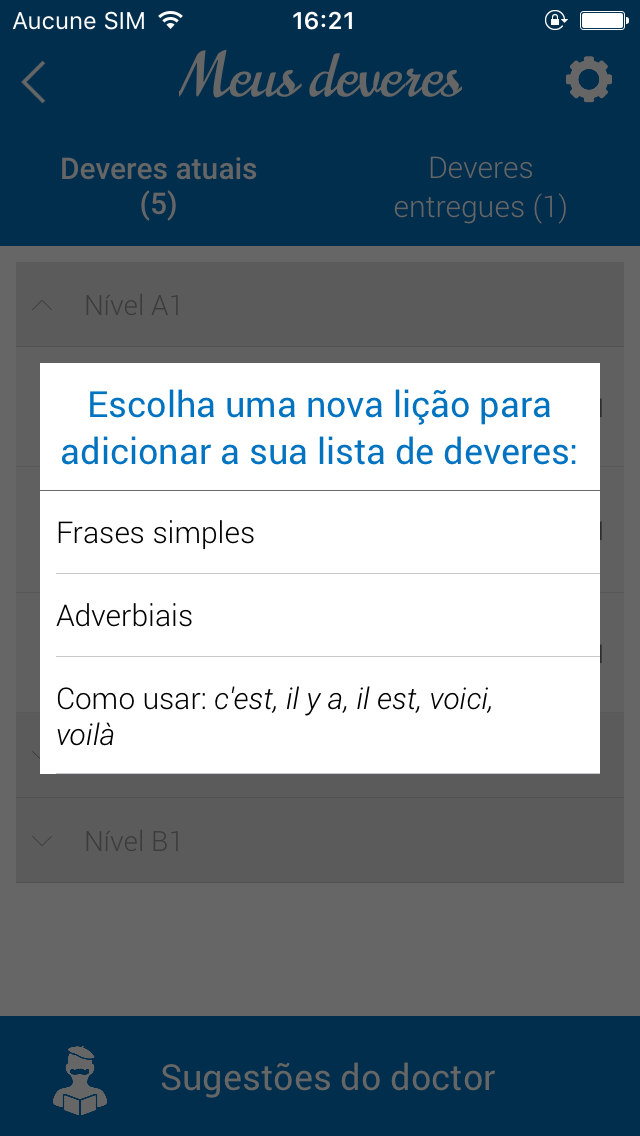 Aucune SIM 16:21
Meus deveres
Deveres atuais
(5)
Deveres
entregues (1)
Nível A1
Escolha uma nova lição para
adicionar a sua lista de deveres:
Frases simples
Adverbiais
Como usar: c'est, il y a, il est, voici,
voilà
Nível B1
Sugestões do doctor